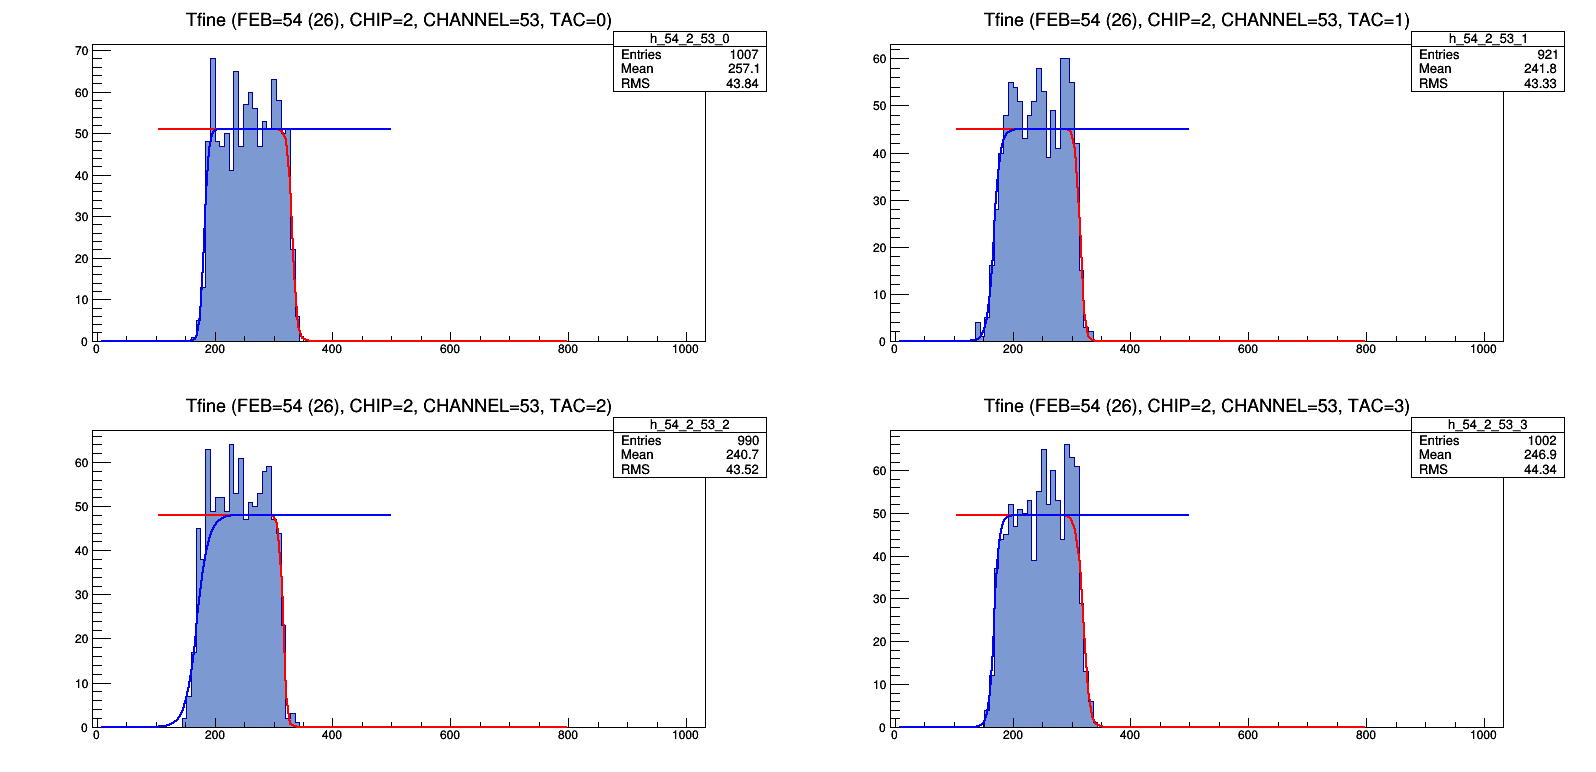 Tfine (FEB=54 (26), CHIP=2, CHANNEL=53, TAC=0)
h_54_2_53_0
Entries 1007
Mean 257.1
RMS 43.84
70
60
50
40
30
20
10
0
0 200 400 600 800 1000
Tfine (FEB=54 (26), CHIP=2, CHANNEL=53, TAC=1)
h_54_2_53_1
Entries 921
Mean 241.8
RMS 43.33
60
50
40
30
20
10
0
0 200 400 600 800 1000
Tfine (FEB=54 (26), CHIP=2, CHANNEL=53, TAC=2)
h_54_2_53_2
Entries 990
Mean 240.7
RMS 43.52
60
50
40
30
20
10
0
0 200 400 600 800 1000
Tfine (FEB=54 (26), CHIP=2, CHANNEL=53, TAC=3)
h_54_2_53_3
Entries 1002
Mean 246.9
RMS 44.34
60
50
40
30
20
10
0
0 200 400 600 800 1000